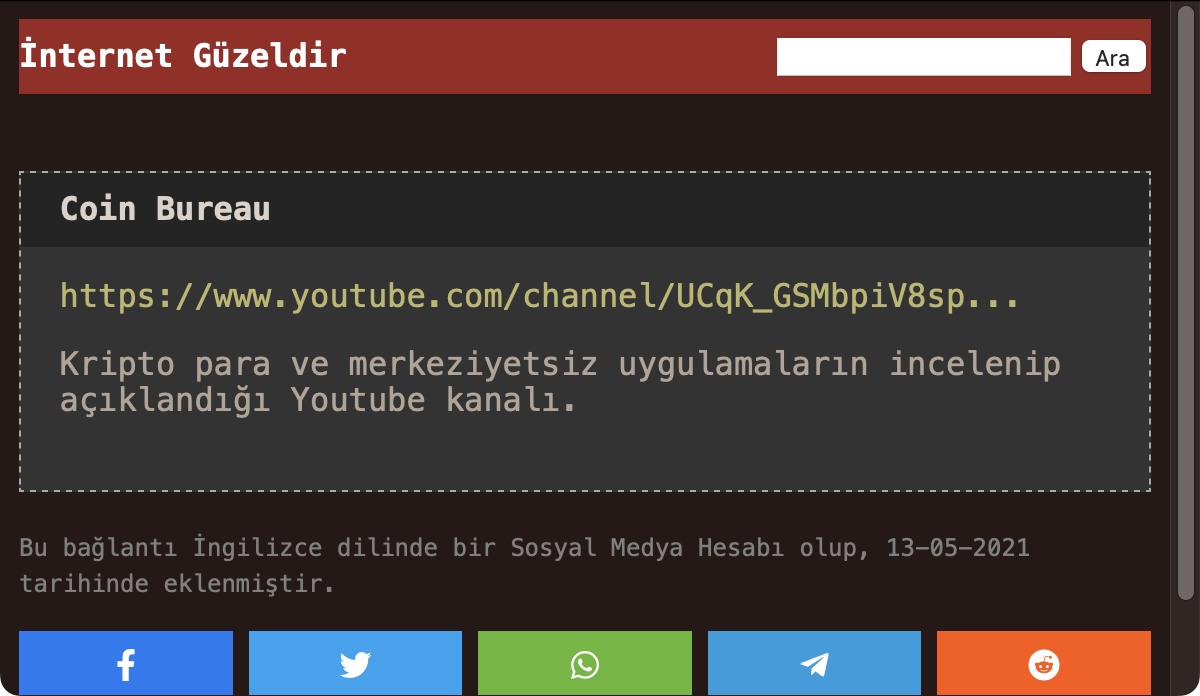 İnternet Güzeldir
Ara
Coin Bureau
https://www.youtube.com/channel/UCqK_GSMbpiV8sp...
Kripto para ve merkeziyetsiz uygulamaların incelenip
açıklandığı Youtube kanalı.
Bu bağlantı İngilizce dilinde bir Sosyal Medya Hesabı olup, 13-05-2021
tarihinde eklenmiştir.